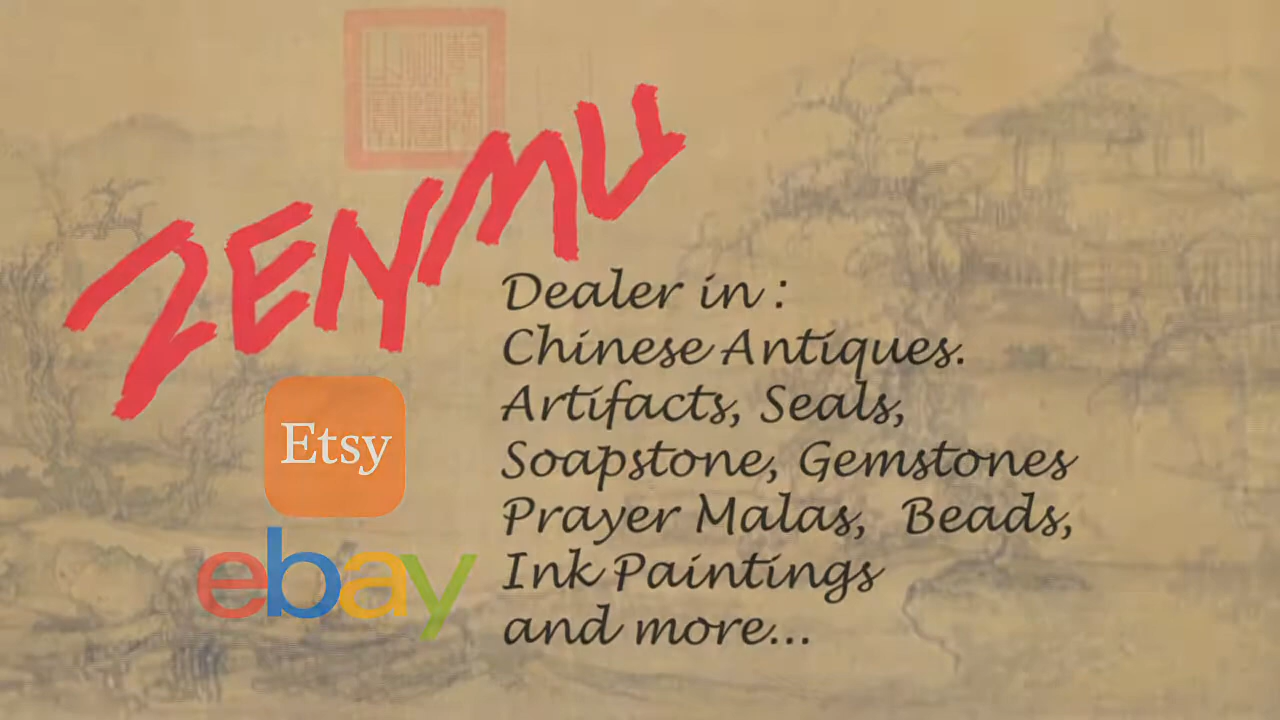 ZENMU
Dealer in :
Chinese Antiques.
Artifacts, Seals,
Soapstone, Gemstones
Prayer Malas, Beads,
Ink Paintings
and more...
Etsy
ebay